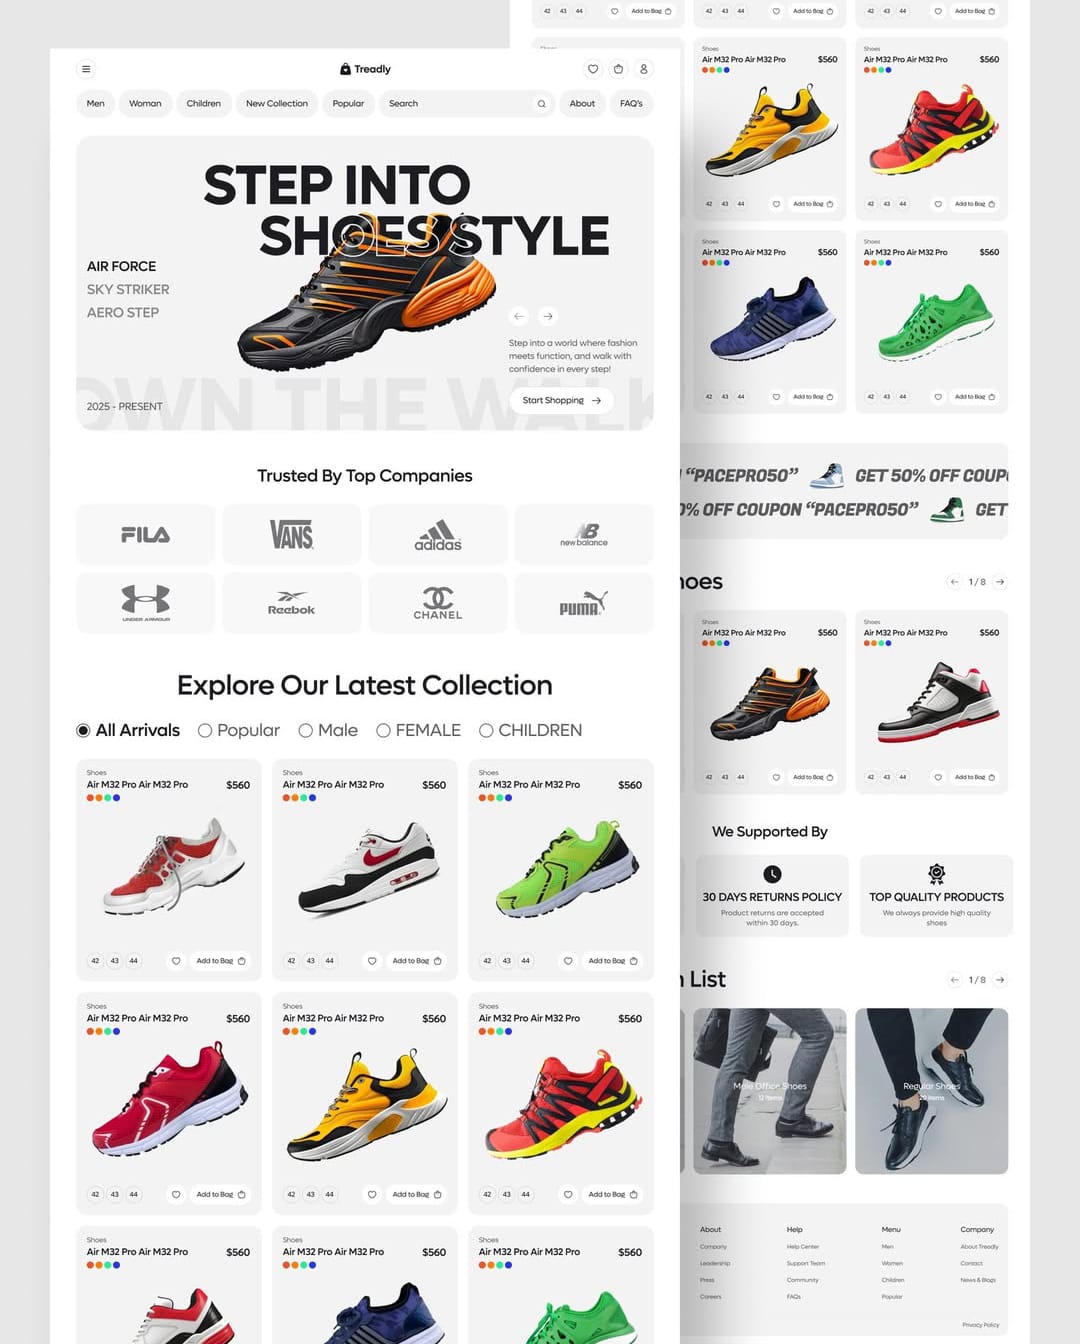 Treadly
Men
Woman
Children
New Collection
Popular
Search
About
FAQ's
STEP INTO
SHOES STYLE
AIR FORCE
SKY STRIKER
AERO STEP
Step into a world where fashion
meets function, and walk with
confidence in every step!
Start Shopping
OWN THE WALK
2025 - PRESENT
Trusted By Top Companies
FILA
VANS
adidas
new balance
UNDER ARMOUR
Reebok
CHANEL
PUMA
Explore Our Latest Collection
All Arrivals
Popular
Male
FEMALE
CHILDREN
Shoes
Air M32 Pro Air M32 Pro
$560
42 43 44
Add to Bag
Shoes
Air M32 Pro Air M32 Pro
$560
42 43 44
Add to Bag
Shoes
Air M32 Pro Air M32 Pro
$560
42 43 44
Add to Bag
Shoes
Air M32 Pro Air M32 Pro
$560
42 43 44
Add to Bag
Shoes
Air M32 Pro Air M32 Pro
$560
42 43 44
Add to Bag
Shoes
Air M32 Pro Air M32 Pro
$560
42 43 44
Add to Bag
Shoes
Air M32 Pro Air M32 Pro
$560
Shoes
Air M32 Pro Air M32 Pro
$560
Shoes
Air M32 Pro Air M32 Pro
$560
42 43 44
Add to Bag
42 43 44
Add to Bag
42 43 44
Add to Bag
Shoes
Air M32 Pro Air M32 Pro
$560
42 43 44
Add to Bag
Shoes
Air M32 Pro Air M32 Pro
$560
42 43 44
Add to Bag
Shoes
Air M32 Pro Air M32 Pro
$560
42 43 44
Add to Bag
Shoes
Air M32 Pro Air M32 Pro
$560
42 43 44
Add to Bag
“PACEPRO50” GET 50% OFF COUP
0% OFF COUPON “PACEPRO50” GET
hoes
1 / 8
Shoes
Air M32 Pro Air M32 Pro
$560
42 43 44
Add to Bag
Shoes
Air M32 Pro Air M32 Pro
$560
42 43 44
Add to Bag
We Supported By
30 DAYS RETURNS POLICY
Product returns are accepted
within 30 days.
TOP QUALITY PRODUCTS
We always provide high quality
shoes
List
1 / 8
Male Office Shoes
12 Items
Regular Shoes
20 Items
About
Company
Leadership
Press
Careers
Help
Help Center
Support Team
Community
FAQs
Menu
Men
Women
Children
Popular
Company
About Treadly
Contact
News & Blogs
Privacy Policy